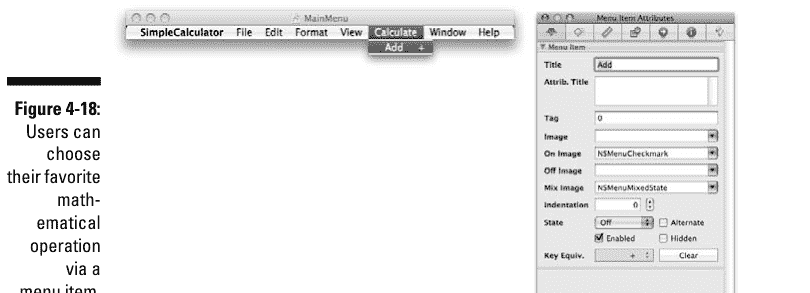 MainMenu
SimpleCalculator File Edit Format View Calculate Window Help
Add +
Figure 4-18:
Users can
choose
their favorite
math-
ematical
operation
via a
menu item.
Menu Item Attributes
Menu Item
Title Add
Attrib. Title
Tag 0
Image
On Image NSMenuCheckmark
Off Image
Mix Image NSMenuMixedState
Indentation 0
State Off Alternate
Enabled Hidden
Key Equiv. + Clear